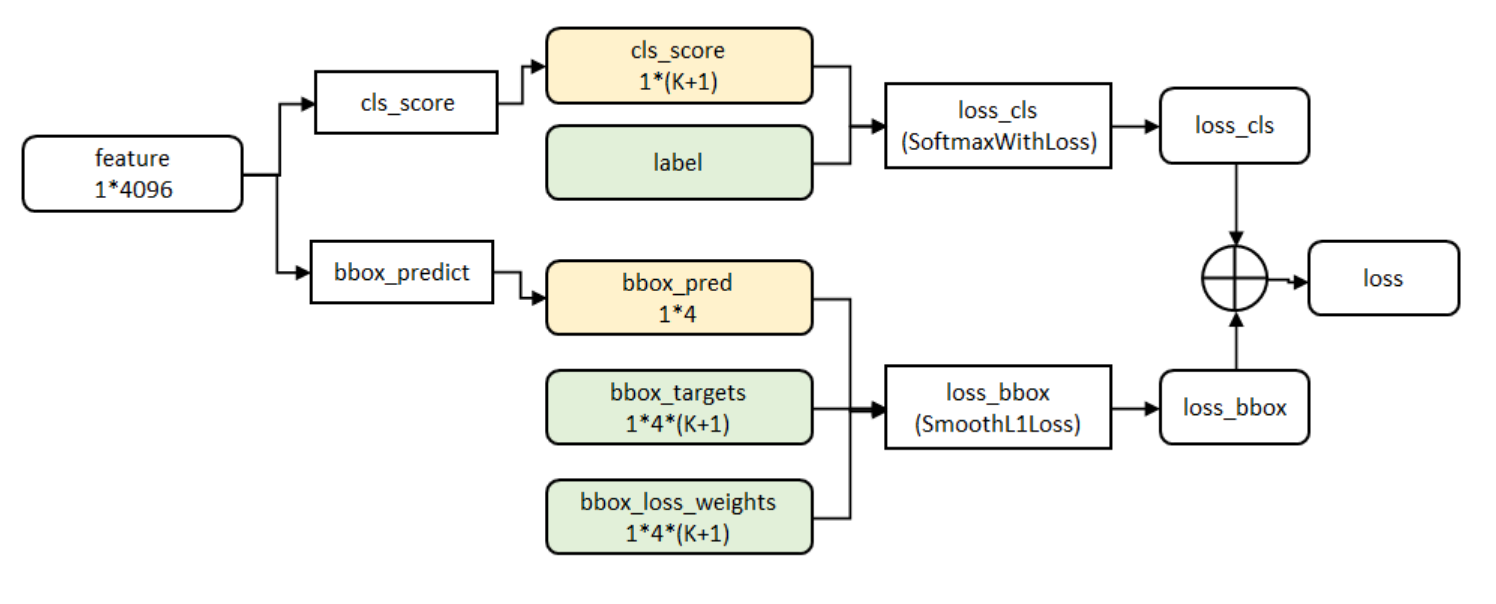 feature
1*4096
cls_score
cls_score
1*(K+1)
label
loss_cls
(SoftmaxWithLoss)
loss_cls
bbox_predict
bbox_pred
1*4
bbox_targets
1*4*(K+1)
bbox_loss_weights
1*4*(K+1)
loss_bbox
(SmoothL1Loss)
loss_bbox
loss